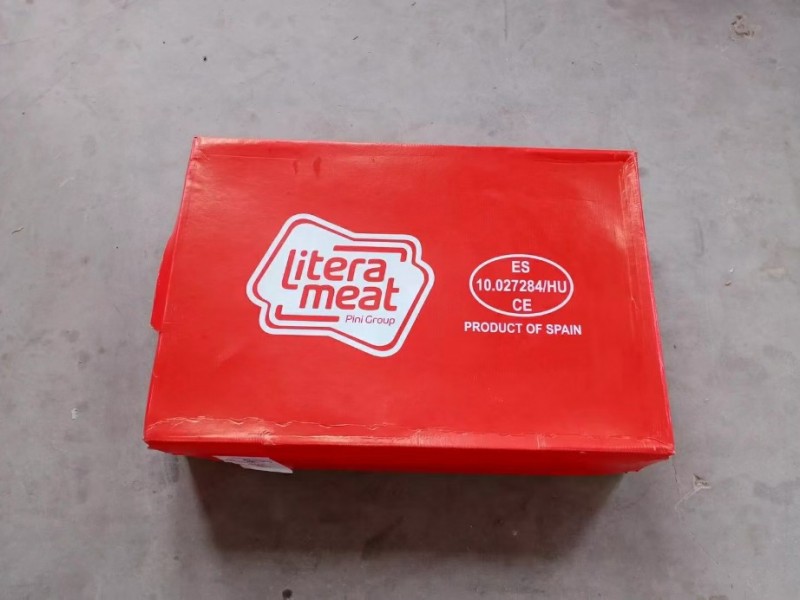 Litera
meat
Pini Group
ES
10.027284/HU
CE
PRODUCT OF SPAIN